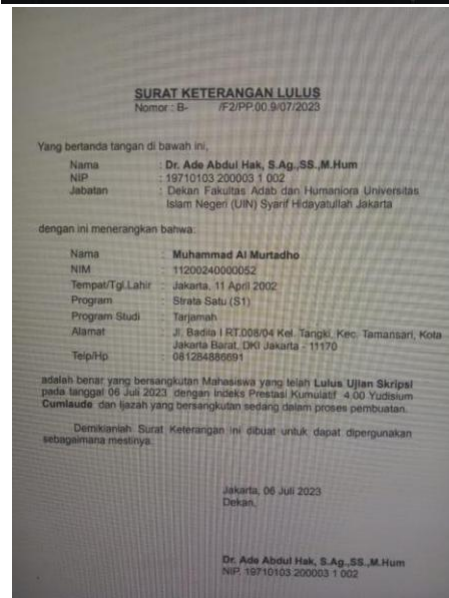 SURAT KETERANGAN LULUS
Nomor : B- /F2/PP.00.9/07/2023
Yang bertanda tangan di bawah ini,
Nama : Dr. Ade Abdul Hak, S.Ag.,SS.,M.Hum
NIP : 19710103 200003 1 002
Jabatan : Dekan Fakultas Adab dan Humaniora Universitas
Islam Negeri (UIN) Syarif Hidayatullah Jakarta
dengan ini menerangkan bahwa:
Nama : Muhammad Al Murtadho
NIM : 11200240000052
Tempat/Tgl.Lahir : Jakarta, 11 April 2002
Program : Strata Satu (S1)
Program Studi : Tarjamah
Alamat : Jl. Badila I RT.008/04 Kel. Tangki, Kec. Tamansari, Kota
Jakarta Barat, DKI Jakarta - 11170
Telp/Hp : 081284886691
adalah benar yang bersangkutan Mahasiswa yang telah Lulus Ujian Skripsi
pada tanggal 06 Juli 2023 dengan Indeks Prestasi Kumulatif 4.00 Yudisium
Cumlaude dan Ijazah yang bersangkutan sedang dalam proses pembuatan.
Demikianlah Surat Keterangan ini dibuat untuk dapat dipergunakan
sebagaimana mestinya.
Jakarta, 06 Juli 2023
Dekan,
Dr. Ade Abdul Hak, S.Ag.,SS.,M.Hum
NIP. 19710103 200003 1 002